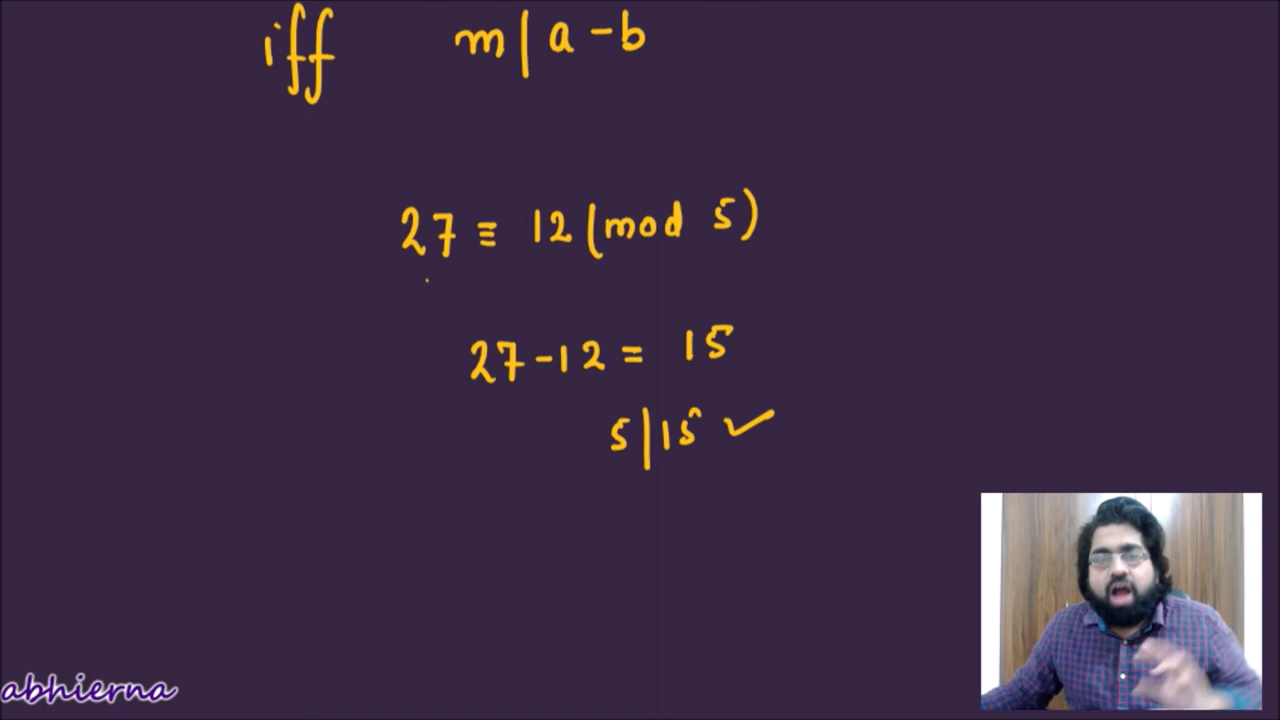 iff m | a - b
27 ≡ 12 (mod 5)
27 - 12 = 15
5 | 15 ✓
abhierna